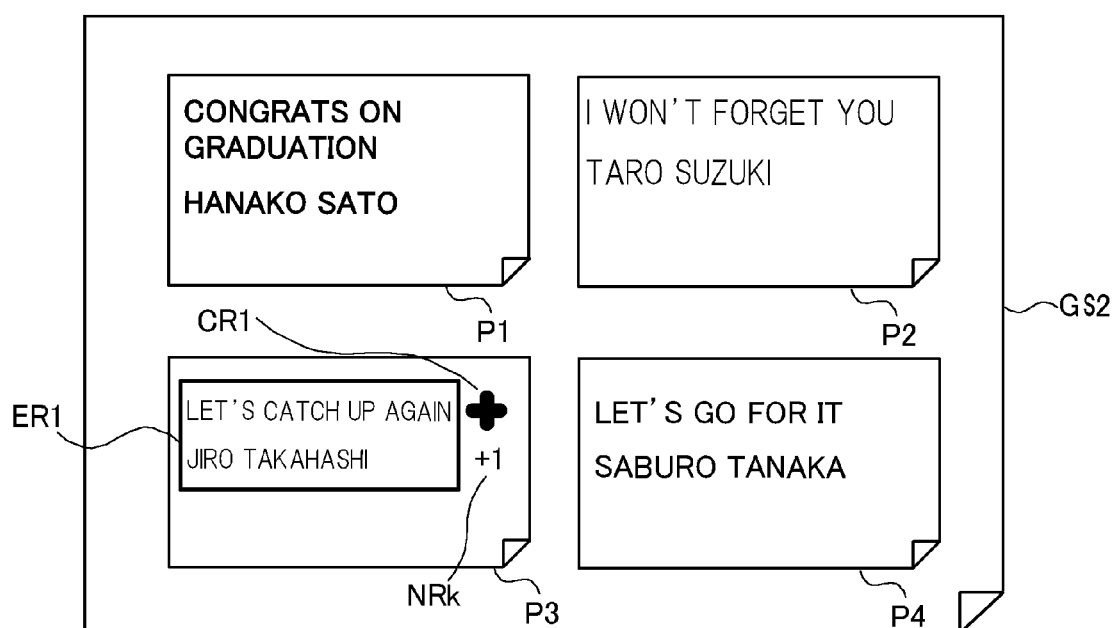 CONGRATS ON
GRADUATION
HANAKO SATO
I WON'T FORGET YOU
TARO SUZUKI
GS2
P1
P2
CR1
ER1
LET'S CATCH UP AGAIN
JIRO TAKAHASHI
+1
LET'S GO FOR IT
SABURO TANAKA
NRk
P3
P4